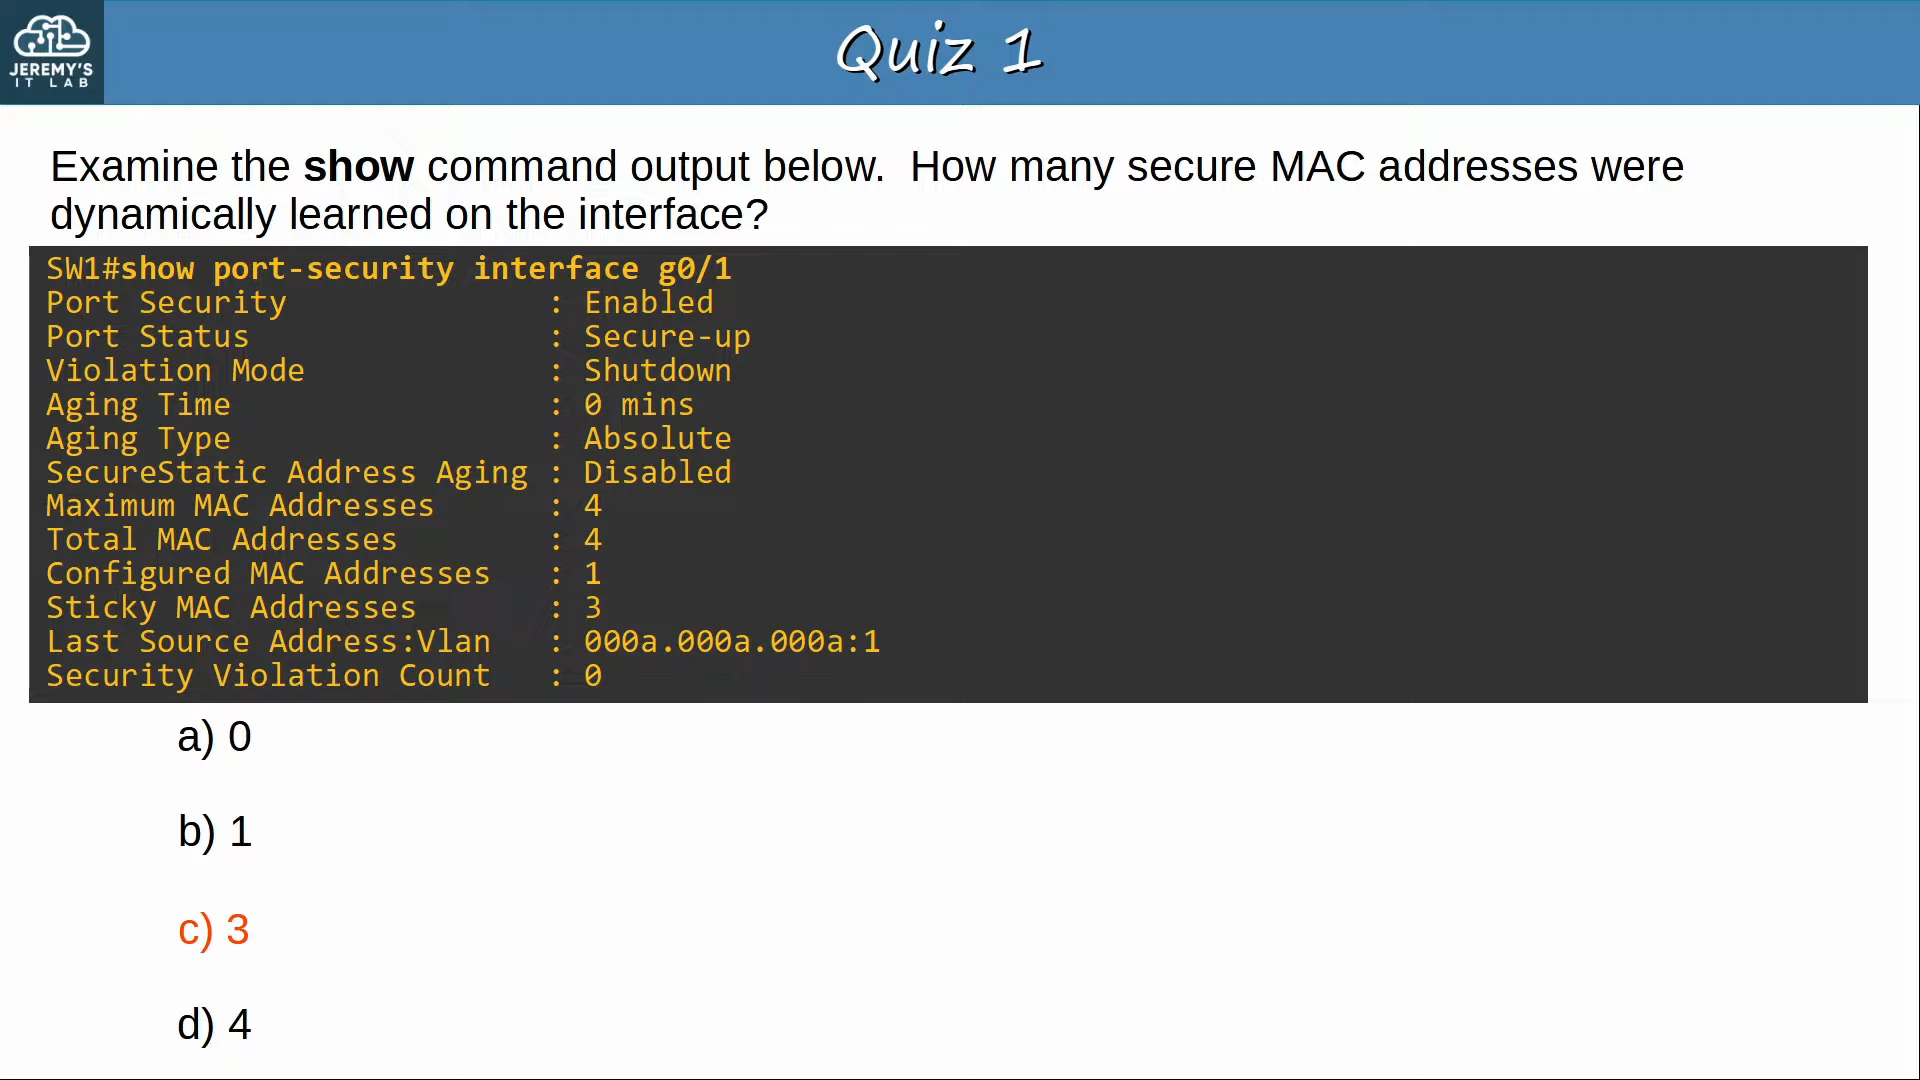 JEREMY'S
IT LAB
Quiz 1
Examine the show command output below.  How many secure MAC addresses were
dynamically learned on the interface?
SW1#show port-security interface g0/1
Port Security              : Enabled
Port Status                : Secure-up
Violation Mode             : Shutdown
Aging Time                 : 0 mins
Aging Type                 : Absolute
SecureStatic Address Aging : Disabled
Maximum MAC Addresses      : 4
Total MAC Addresses        : 4
Configured MAC Addresses   : 1
Sticky MAC Addresses       : 3
Last Source Address:Vlan   : 000a.000a.000a:1
Security Violation Count   : 0
a) 0
b) 1
c) 3
d) 4